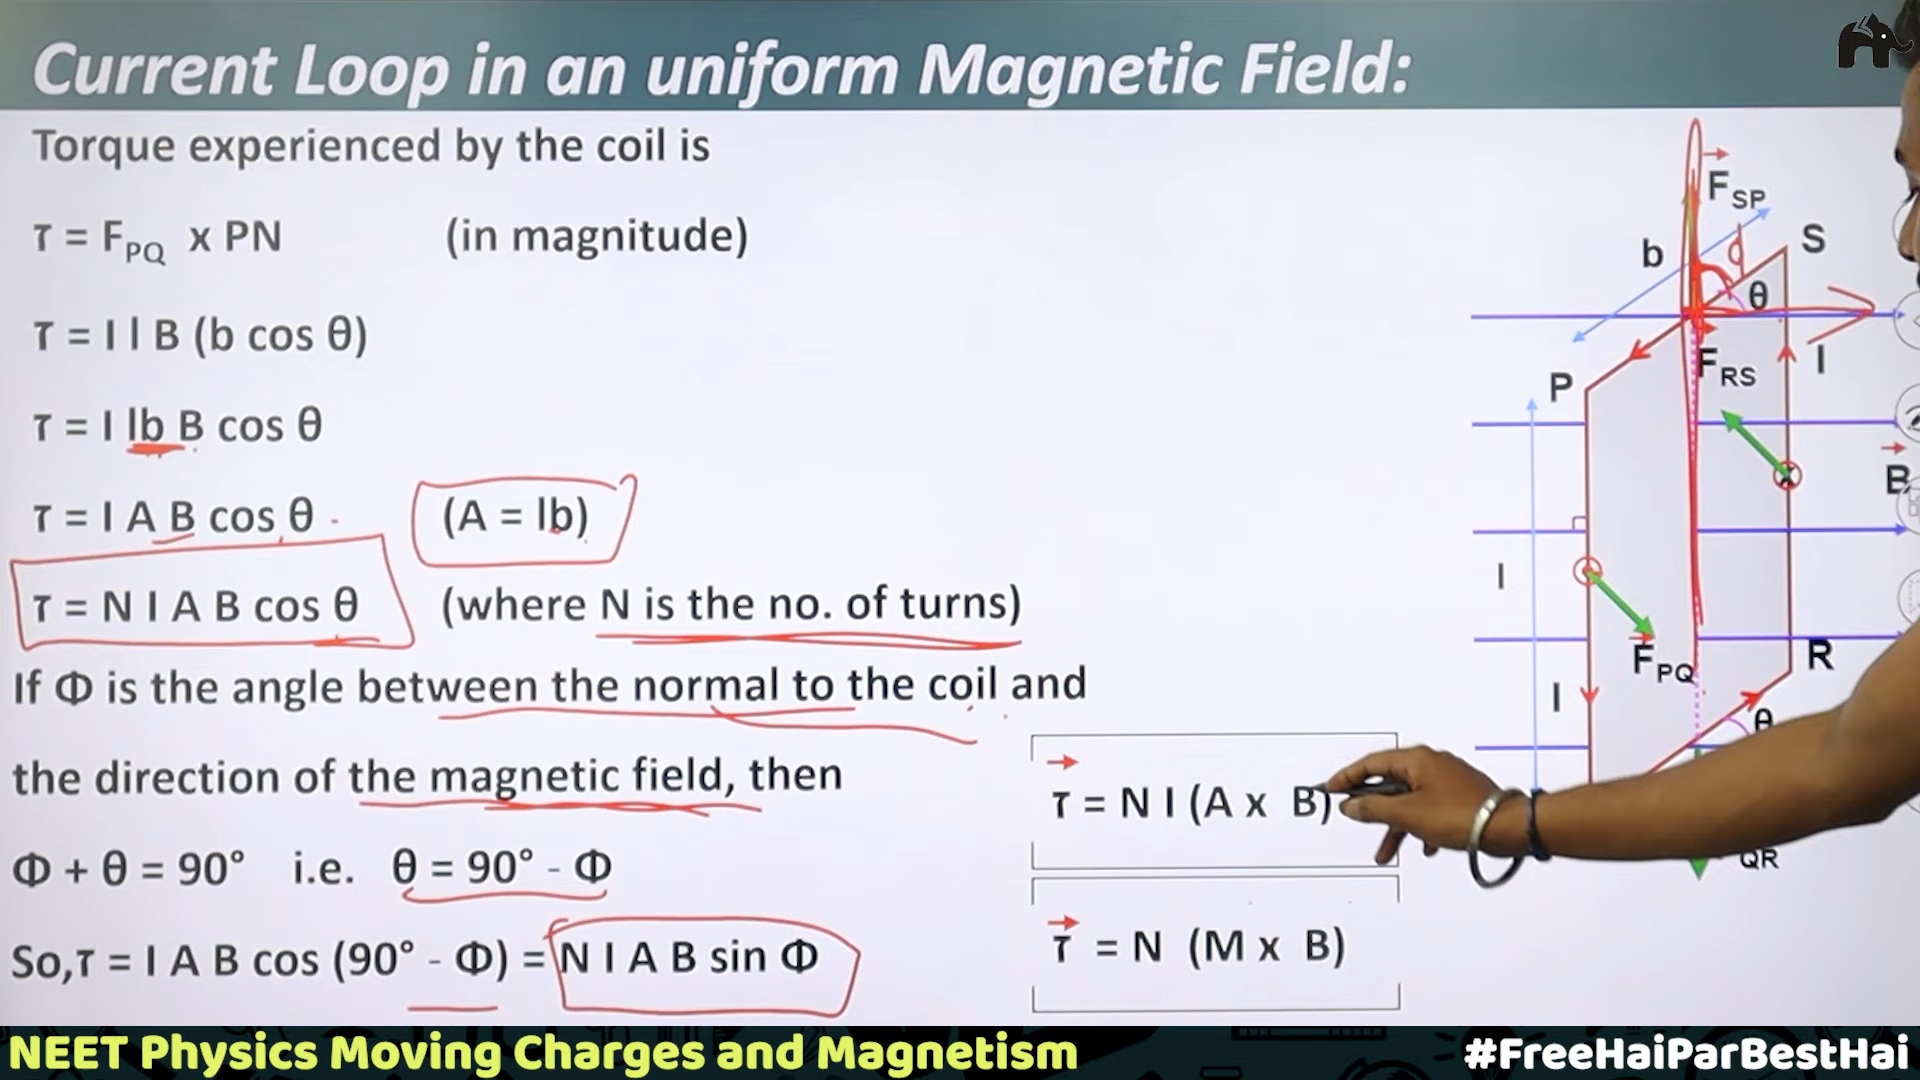 Current Loop in an uniform Magnetic Field:
Torque experienced by the coil is
τ = F_PQ x PN (in magnitude)
τ = I l B (b cos θ)
τ = I lb B cos θ
τ = I A B cos θ (A = lb)
τ = N I A B cos θ (where N is the no. of turns)
If Φ is the angle between the normal to the coil and
the direction of the magnetic field, then
Φ + θ = 90° i.e. θ = 90° - Φ
So,τ = I A B cos (90° - Φ) = N I A B sin Φ
τ = N I (A x B)
τ = N (M x B)
F_SP
b
S
θ
F_RS
I
P
B
l
F_PQ
R
I
θ
QR
NEET Physics Moving Charges and Magnetism
#FreeHaiParBestHai